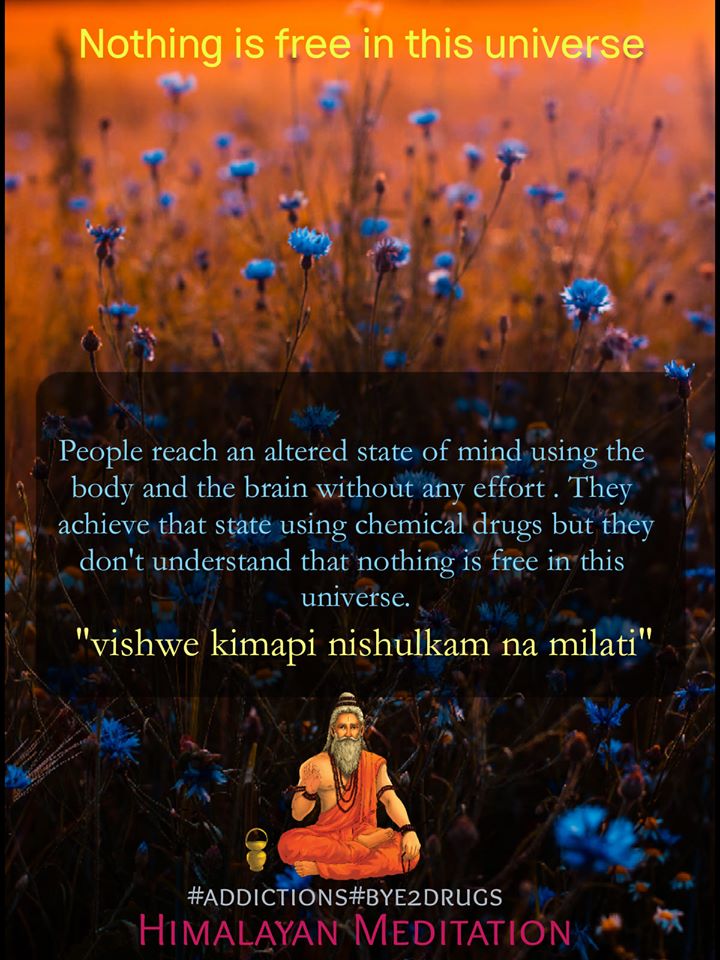 Nothing is free in this universe
People reach an altered state of mind using the
body and the brain without any effort . They
achieve that state using chemical drugs but they
don't understand that nothing is free in this
universe.
"vishwe kimapi nishulkam na milati"
#ADDICTIONS#BYE2DRUGS
HIMALAYAN MEDITATION